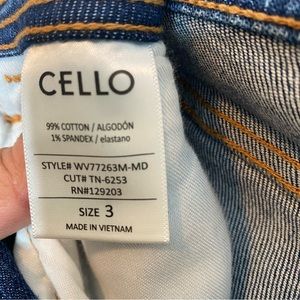 CELLO
99% COTTON / ALGODÓN
1% SPANDEX / elastano
STYLE# WV77263M-MD
CUT# TN-6253
RN#129203
SIZE 3
MADE IN VIETNAM